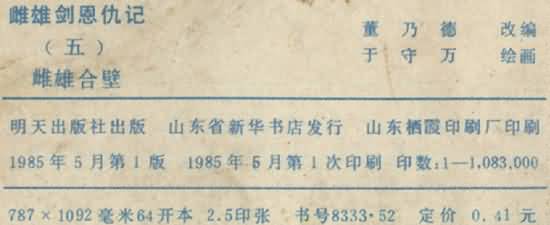 雌雄剑恩仇记
（五）
雌雄合壁
董乃德 改编
于守万 绘画
明天出版社出版 山东省新华书店发行 山东栖霞印刷厂印刷
1985年5月第1版 1985年5月第1次印刷 印数:1—1,083,000
787×1092毫米64开本 2.5印张 书号8333·52 定价 0.41元